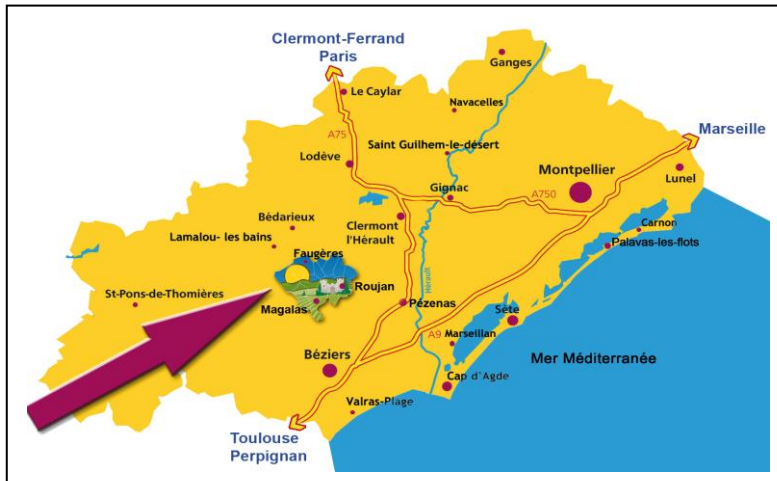 Clermont-Ferrand
Paris
Ganges
Le Caylar
Navacelles
A75
Marseille
Saint Guilhem-le-désert
Lodève
Montpellier
Lunel
Gignac
A750
Bédarieux
Clermont
l'Hérault
Carnon
Lamalou- les bains
Palavas-les-flots
Faugères
Hérault
St-Pons-de-Thomières
Roujan
Magalas
Pézenas
Sète
A9
Marseillan
Mer Méditerranée
Béziers
Cap d'Agde
Valras-Plage
Toulouse
Perpignan